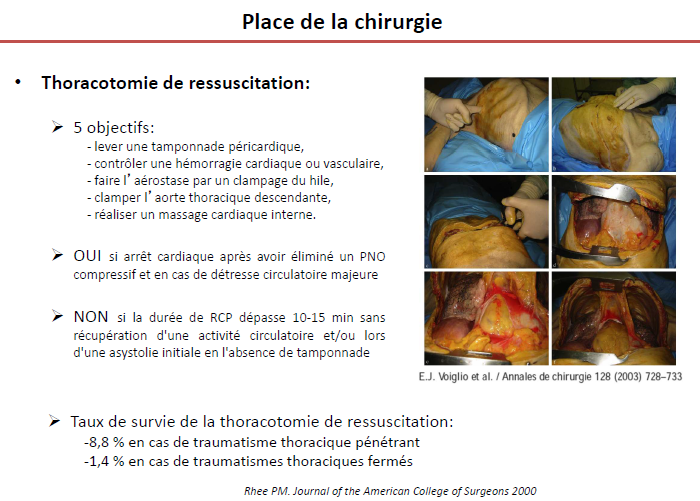 Place de la chirurgie
• Thoracotomie de ressuscitation:
➢ 5 objectifs:
- lever une tamponnade péricardique,
- contrôler une hémorragie cardiaque ou vasculaire,
- faire l’aérostase par un clampage du hile,
- clamper l’aorte thoracique descendante,
- réaliser un massage cardiaque interne.
➢ OUI si arrêt cardiaque après avoir éliminé un PNO
compressif et en cas de détresse circulatoire majeure
➢ NON si la durée de RCP dépasse 10-15 min sans
récupération d'une activité circulatoire et/ou lors
d'une asystolie initiale en l'absence de tamponnade
E.J. Voiglio et al. / Annales de chirurgie 128 (2003) 728–733
➢ Taux de survie de la thoracotomie de ressuscitation:
-8,8 % en cas de traumatisme thoracique pénétrant
-1,4 % en cas de traumatismes thoraciques fermés
Rhee PM. Journal of the American College of Surgeons 2000